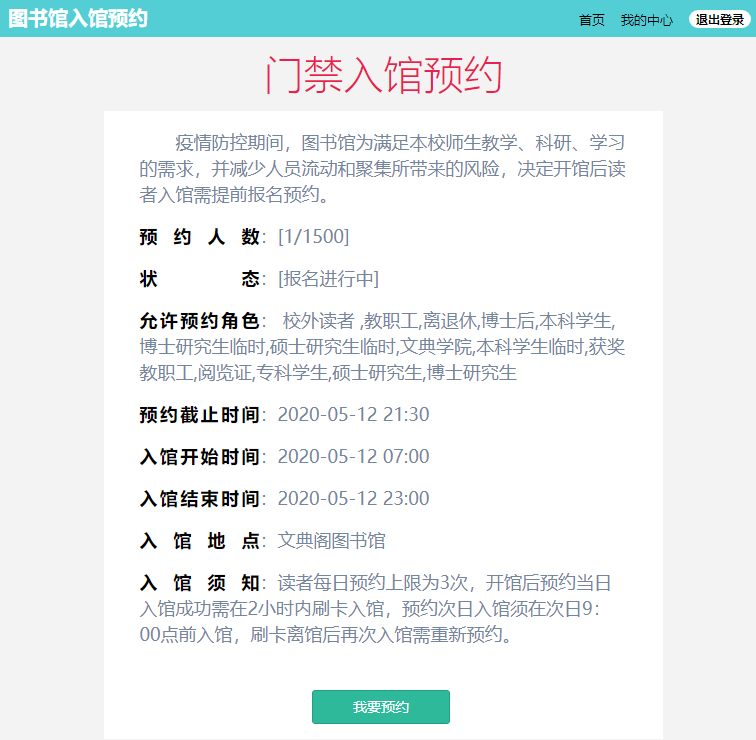 图书馆入馆预约 首页 我的中心 退出登录
门禁入馆预约
疫情防控期间，图书馆为满足本校师生教学、科研、学习
的需求，并减少人员流动和聚集所带来的风险，决定开馆后读
者入馆需提前报名预约。
预约人数：[1/1500]
状态：[报名进行中]
允许预约角色： 校外读者 ,教职工,离退休,博士后,本科学生,
博士研究生临时,硕士研究生临时,文典学院,本科学生临时,获奖
教职工,阅览证,专科学生,硕士研究生,博士研究生
预约截止时间：2020-05-12 21:30
入馆开始时间：2020-05-12 07:00
入馆结束时间：2020-05-12 23:00
入馆地点：文典阁图书馆
入馆须知：读者每日预约上限为3次，开馆后预约当日
入馆成功需在2小时内刷卡入馆，预约次日入馆须在次日9：
00点前入馆，刷卡离馆后再次入馆需重新预约。
我要预约